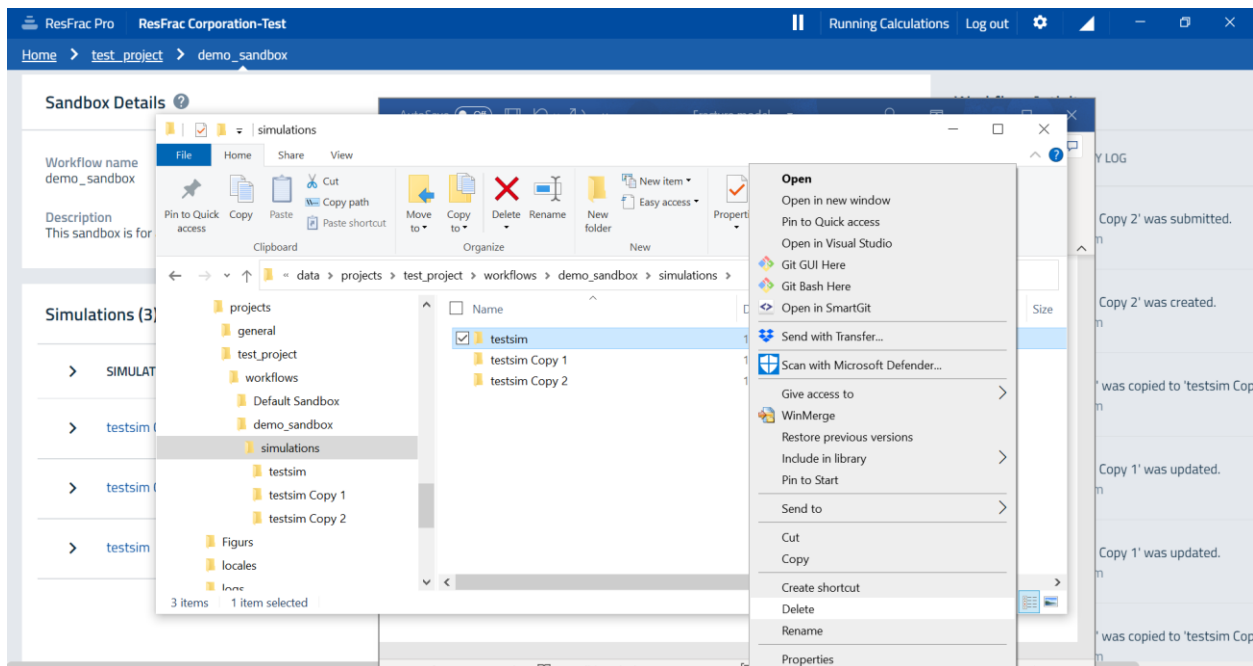 ResFrac Pro ResFrac Corporation-Test Running Calculations Log out
Home > test_project > demo_sandbox
Sandbox Details
Workflow name
demo_sandbox
Description
This sandbox is for
Simulations (3)
SIMULAT
testsim
testsim
testsim
AutoSave Off Fracture model
simulations
File Home Share View
Pin to Quick access
Copy
Paste
Cut
Copy path
Paste shortcut
Clipboard
Move to
Copy to
Delete
Rename
Organize
New folder
New item
Easy access
New
Propert
« data > projects > test_project > workflows > demo_sandbox > simulations >
projects
general
test_project
workflows
Default Sandbox
demo_sandbox
simulations
testsim
testsim Copy 1
testsim Copy 2
Figurs
locales
logs
Name Size
testsim
testsim Copy 1
testsim Copy 2
3 items 1 item selected
Open
Open in new window
Pin to Quick access
Open in Visual Studio
Git GUI Here
Git Bash Here
Open in SmartGit
Send with Transfer...
Scan with Microsoft Defender...
Give access to
WinMerge
Restore previous versions
Include in library
Pin to Start
Send to
Cut
Copy
Create shortcut
Delete
Rename
Properties
Y LOG
Copy 2' was submitted.
Copy 2' was created.
' was copied to 'testsim Cop
Copy 1' was updated.
Copy 1' was updated.
' was copied to 'testsim Cop